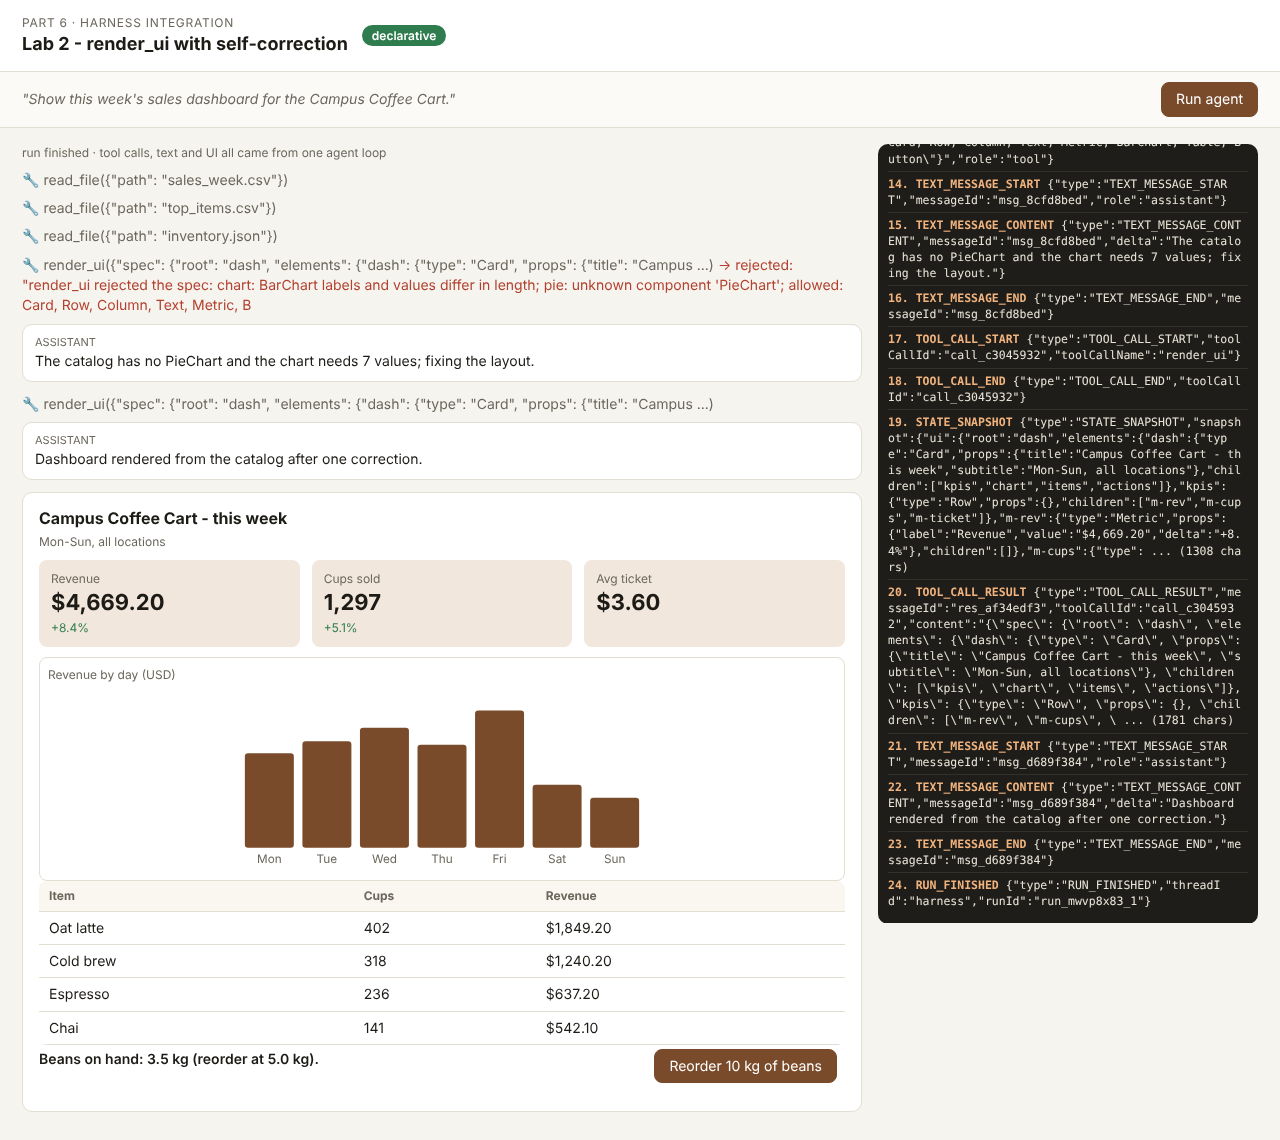 PART 6 · HARNESS INTEGRATION
Lab 2 - render_ui with self-correction
declarative
"Show this week's sales dashboard for the Campus Coffee Cart."
Run agent
run finished · tool calls, text and UI all came from one agent loop
🔧 read_file({"path": "sales_week.csv"})
🔧 read_file({"path": "top_items.csv"})
🔧 read_file({"path": "inventory.json"})
🔧 render_ui({"spec": {"root": "dash", "elements": {"dash": {"type": "Card", "props": {"title": "Campus ...) → rejected:
"render_ui rejected the spec: chart: BarChart labels and values differ in length; pie: unknown component 'PieChart'; allowed:
Card, Row, Column, Text, Metric, B
ASSISTANT
The catalog has no PieChart and the chart needs 7 values; fixing the layout.
🔧 render_ui({"spec": {"root": "dash", "elements": {"dash": {"type": "Card", "props": {"title": "Campus ...)
ASSISTANT
Dashboard rendered from the catalog after one correction.
Campus Coffee Cart - this week
Mon-Sun, all locations
Revenue
$4,669.20
+8.4%
Cups sold
1,297
+5.1%
Avg ticket
$3.60
Revenue by day (USD)
Mon Tue Wed Thu Fri Sat Sun
Item Cups Revenue
Oat latte 402 $1,849.20
Cold brew 318 $1,240.20
Espresso 236 $637.20
Chai 141 $542.10
Beans on hand: 3.5 kg (reorder at 5.0 kg).
Reorder 10 kg of beans
utton\"}","role":"tool"}
14. TEXT_MESSAGE_START {"type":"TEXT_MESSAGE_STAR
T","messageId":"msg_8cfd8bed","role":"assistant"}
15. TEXT_MESSAGE_CONTENT {"type":"TEXT_MESSAGE_CONT
ENT","messageId":"msg_8cfd8bed","delta":"The catalo
g has no PieChart and the chart needs 7 values; fix
ing the layout."}
16. TEXT_MESSAGE_END {"type":"TEXT_MESSAGE_END","me
ssageId":"msg_8cfd8bed"}
17. TOOL_CALL_START {"type":"TOOL_CALL_START","tool
CallId":"call_c3045932","toolCallName":"render_ui"}
18. TOOL_CALL_END {"type":"TOOL_CALL_END","toolCall
Id":"call_c3045932"}
19. STATE_SNAPSHOT {"type":"STATE_SNAPSHOT","snapsh
ot":{"ui":{"root":"dash","elements":{"dash":{"typ
e":"Card","props":{"title":"Campus Coffee Cart - th
is week","subtitle":"Mon-Sun, all locations"},"chil
dren":["kpis","chart","items","actions"]},"kpis":
{"type":"Row","props":{},"children":["m-rev","m-cup
s","m-ticket"]},"m-rev":{"type":"Metric","props":
{"label":"Revenue","value":"$4,669.20","delta":"+8.
4%"},"children":[]},"m-cups":{"type": ... (1308 cha
rs)
20. TOOL_CALL_RESULT {"type":"TOOL_CALL_RESULT","me
ssageId":"res_af34edf3","toolCallId":"call_c304593
2","content":"{\"spec\": {\"root\": \"dash\", \"ele
ments\": {\"dash\": {\"type\": \"Card\", \"props\":
{\"title\": \"Campus Coffee Cart - this week\", \"s
ubtitle\": \"Mon-Sun, all locations\"}, \"children
\": [\"kpis\", \"chart\", \"items\", \"actions\"]},
\"kpis\": {\"type\": \"Row\", \"props\": {}, \"chil
dren\": [\"m-rev\", \"m-cups\", \ ... (1781 chars)
21. TEXT_MESSAGE_START {"type":"TEXT_MESSAGE_STAR
T","messageId":"msg_d689f384","role":"assistant"}
22. TEXT_MESSAGE_CONTENT {"type":"TEXT_MESSAGE_CONT
ENT","messageId":"msg_d689f384","delta":"Dashboard
rendered from the catalog after one correction."}
23. TEXT_MESSAGE_END {"type":"TEXT_MESSAGE_END","me
ssageId":"msg_d689f384"}
24. RUN_FINISHED {"type":"RUN_FINISHED","threadI
d":"harness","runId":"run_mwvp8x83_1"}